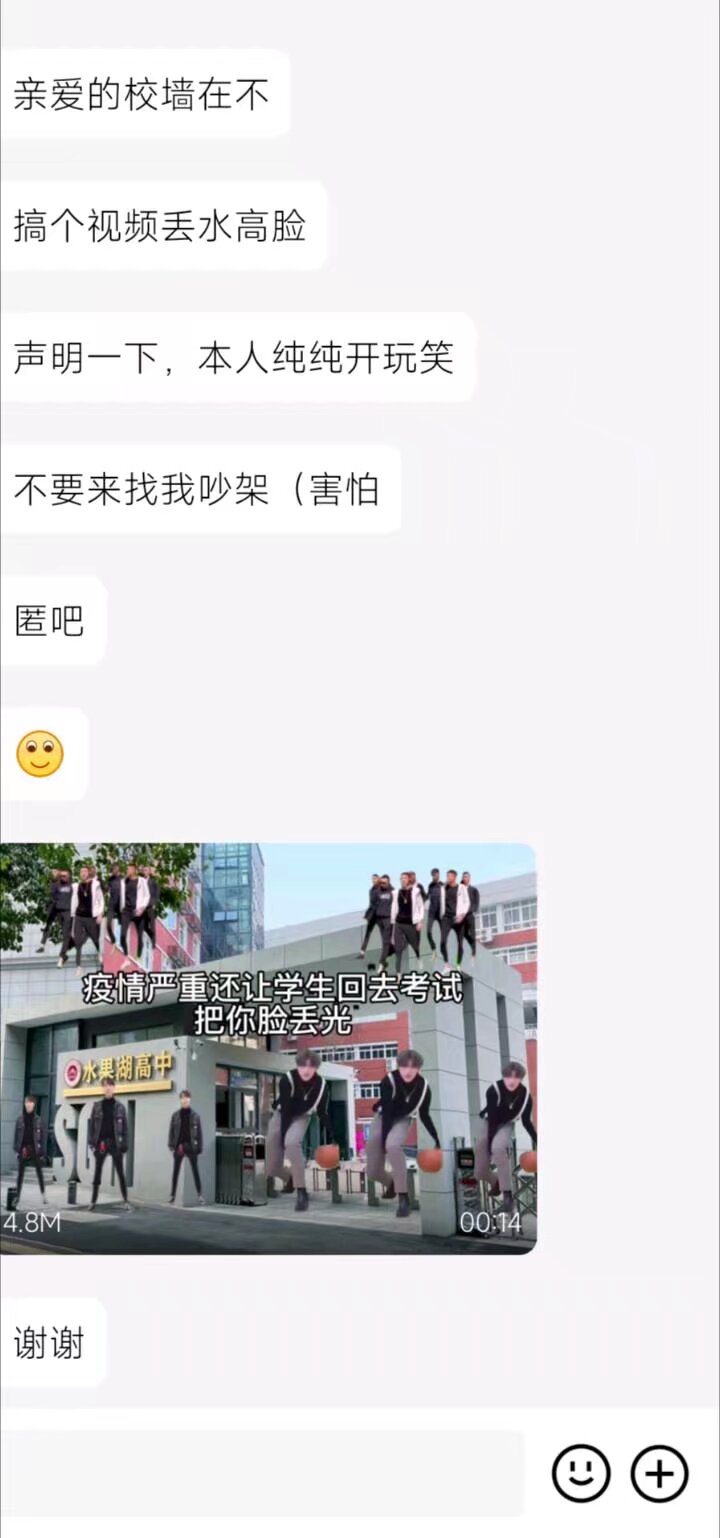 亲爱的校墙在不
搞个视频丢水高脸
声明一下，本人纯纯开玩笑
不要来找我吵架（害怕
匿吧
疫情严重还让学生回去考试
把你脸丢光
水果湖高中
4.8M
00:14
谢谢